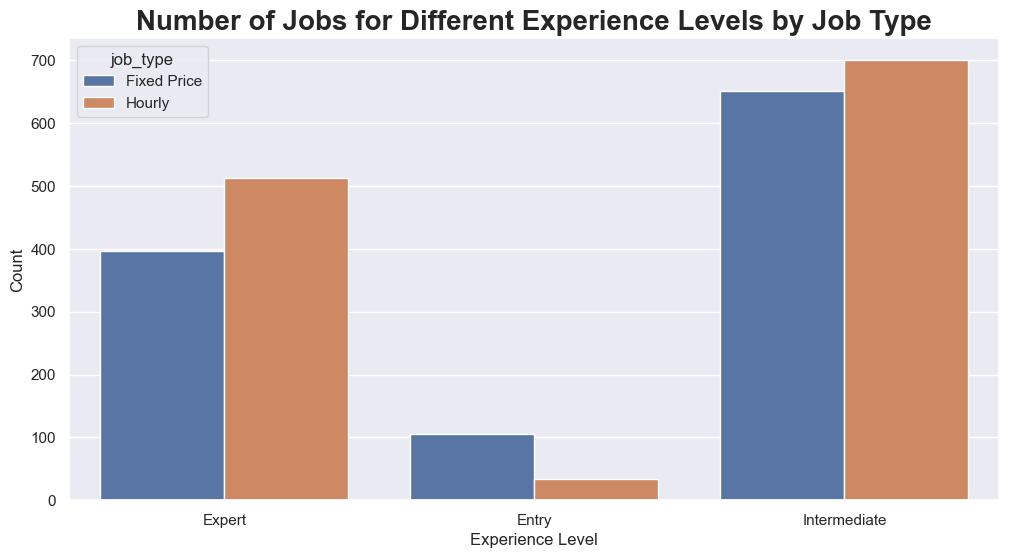 Number of Jobs for Different Experience Levels by Job Type
job_type
Fixed Price
Hourly
700
600
500
400
300
200
100
0
Count
Expert
Entry
Intermediate
Experience Level